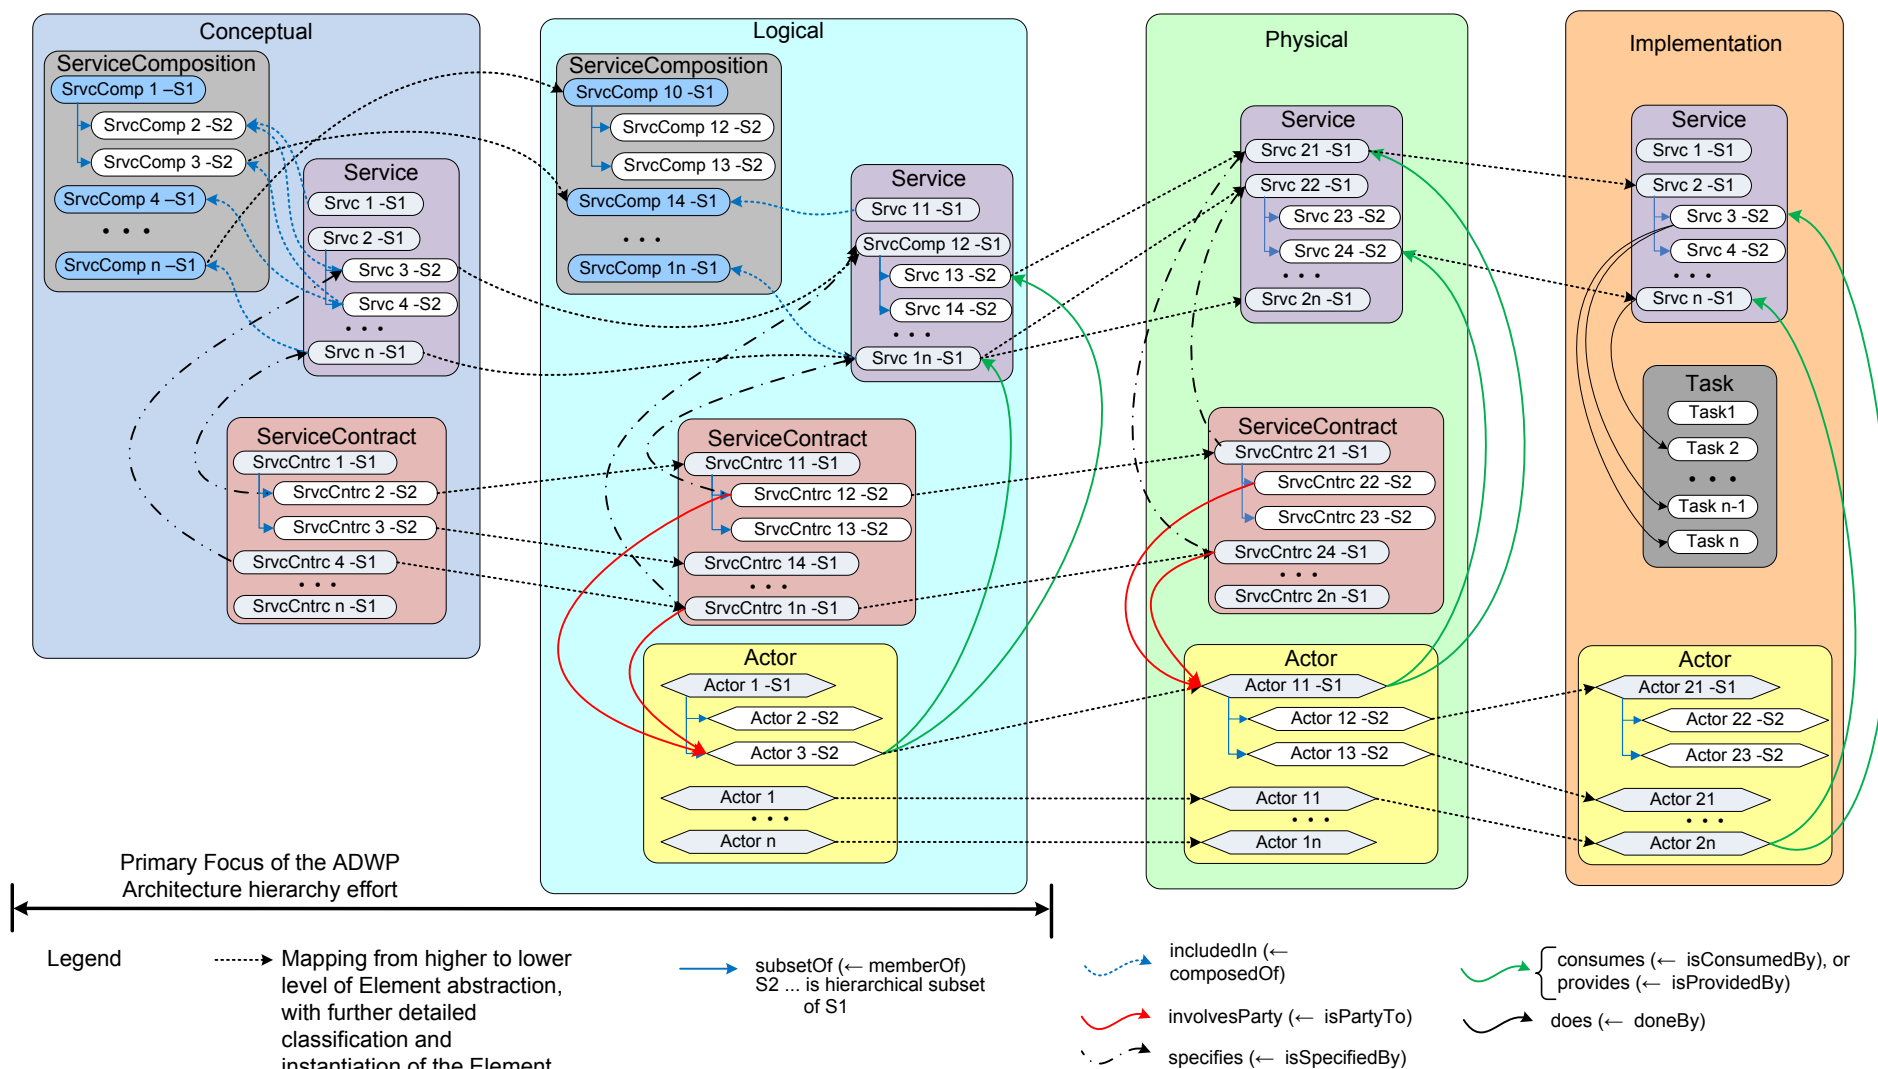 Conceptual
ServiceComposition
SrvcComp 1 –S1
SrvcComp 2 -S2
SrvcComp 3 -S2
SrvcComp 4 –S1
• • •
SrvcComp n –S1
Service
Srvc 1 -S1
Srvc 2 -S1
Srvc 3 -S2
Srvc 4 -S2
• • •
Srvc n -S1
ServiceContract
SrvcCntrc 1 -S1
SrvcCntrc 2 -S2
SrvcCntrc 3 -S2
SrvcCntrc 4 -S1
• • •
SrvcCntrc n -S1
Logical
ServiceComposition
SrvcComp 10 -S1
SrvcComp 12 -S2
SrvcComp 13 -S2
SrvcComp 14 -S1
• • •
SrvcComp 1n -S1
Service
Srvc 11 -S1
SrvcComp 12 -S1
Srvc 13 -S2
Srvc 14 -S2
• • •
Srvc 1n -S1
ServiceContract
SrvcCntrc 11 -S1
SrvcCntrc 12 -S2
SrvcCntrc 13 -S2
SrvcCntrc 14 -S1
• • •
SrvcCntrc 1n -S1
Actor
Actor 1 -S1
Actor 2 -S2
Actor 3 -S2
Actor 1
• • •
Actor n
Physical
Service
Srvc 21 -S1
Srvc 22 -S1
Srvc 23 -S2
Srvc 24 -S2
• • •
Srvc 2n -S1
ServiceContract
SrvcCntrc 21 -S1
SrvcCntrc 22 -S2
SrvcCntrc 23 -S2
SrvcCntrc 24 -S1
• • •
SrvcCntrc 2n -S1
Actor
Actor 11 -S1
Actor 12 -S2
Actor 13 -S2
Actor 11
• • •
Actor 1n
Implementation
Service
Srvc 1 -S1
Srvc 2 -S1
Srvc 3 -S2
Srvc 4 -S2
• • •
Srvc n -S1
Task
Task1
Task 2
• • •
Task n-1
Task n
Actor
Actor 21 -S1
Actor 22 -S2
Actor 23 -S2
Actor 21
• • •
Actor 2n
Primary Focus of the ADWP
Architecture hierarchy effort
Legend
Mapping from higher to lower
level of Element abstraction,
with further detailed
classification and
instantiation of the Element
subsetOf (← memberOf)
S2 ... is hierarchical subset
of S1
includedIn (←
composedOf)
involvesParty (← isPartyTo)
specifies (← isSpecifiedBy)
consumes (← isConsumedBy), or
provides (← isProvidedBy)
does (← doneBy)